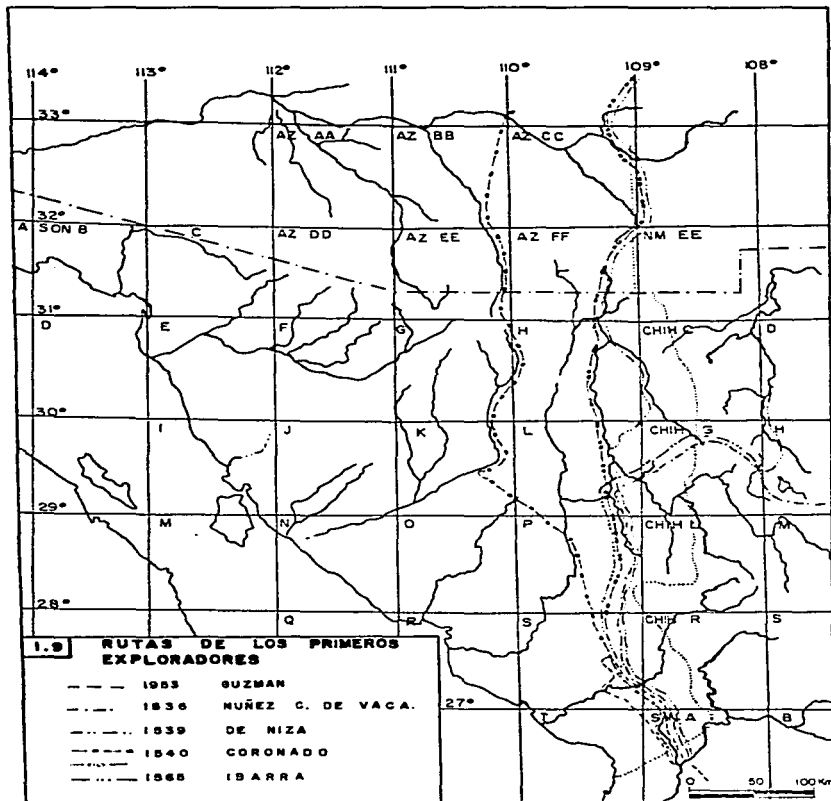 114° 113° 112° 111° 110° 109° 108°
33°
AZ AA AZ BB AZ CC
32°
A SON B C AZ DD AZ EE AZ FF NM EE
31°
D E F G H CHIH C D
30°
I J K L CHIH G H
29°
M N O P CHIH L M
28°
Q R S CHIH R S
27°
T SIN A B
1.9 RUTAS DE LOS PRIMEROS
EXPLORADORES
1953 GUZMAN
1536 NUÑEZ C. DE VACA.
1539 DE NIZA
1540 CORONADO
1565 IBARRA
0 50 100 Km